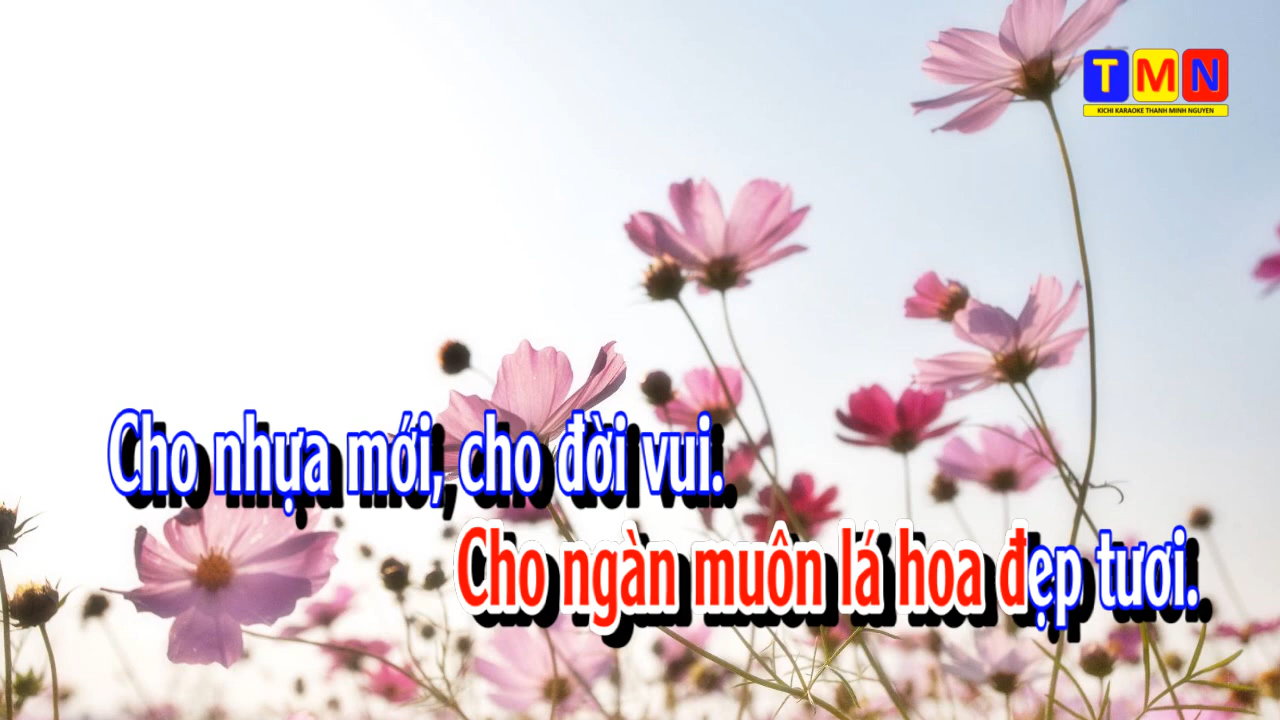 TMN
KICHI KARAOKE THANH MINH NGUYEN
Cho nhựa mới, cho đời vui.
Cho ngàn muôn lá hoa đẹp tươi.